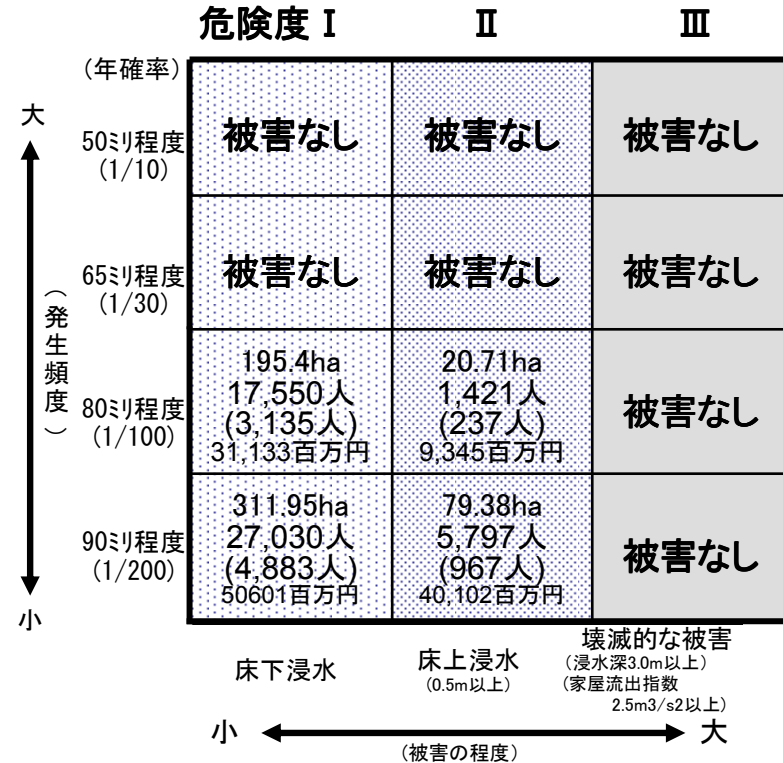 危険度Ⅰ Ⅱ Ⅲ
(年確率)
大
50ミリ程度
(1/10)
被害なし 被害なし 被害なし
65ミリ程度
(1/30)
被害なし 被害なし 被害なし
(発生頻度)
80ミリ程度
(1/100)
195.4ha
17,550人
(3,135人)
31,133百万円
20.71ha
1,421人
(237人)
9,345百万円
被害なし
90ミリ程度
(1/200)
311.95ha
27,030人
(4,883人)
50601百万円
79.38ha
5,797人
(967人)
40,102百万円
被害なし
小
床下浸水
床上浸水
(0.5m以上)
壊滅的な被害
(浸水深3.0m以上)
(家屋流出指数
2.5m3/s2以上)
小 大
(被害の程度)